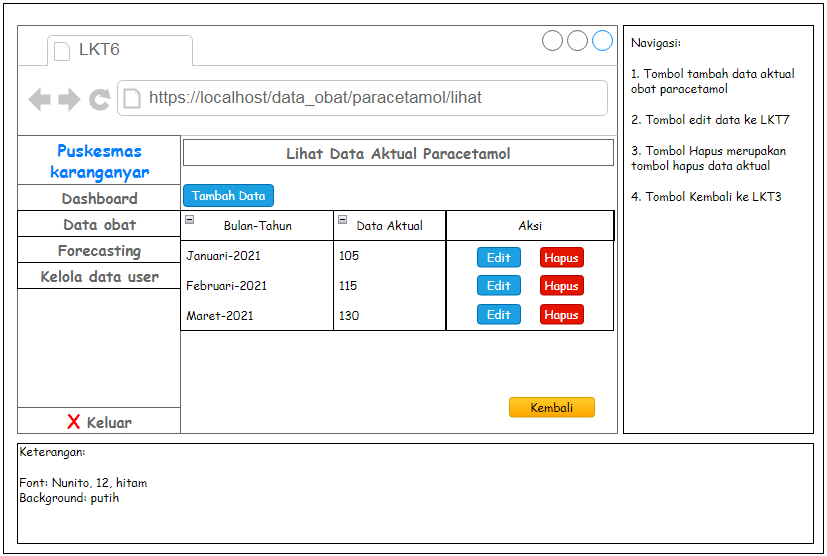 LKT6
https://localhost/data_obat/paracetamol/lihat
Puskesmas
karanganyar
Dashboard
Data obat
Forecasting
Kelola data user
X Keluar
Lihat Data Aktual Paracetamol
Tambah Data
Bulan-Tahun Data Aktual Aksi
Januari-2021 105 Edit Hapus
Februari-2021 115 Edit Hapus
Maret-2021 130 Edit Hapus
Kembali
Navigasi:
1. Tombol tambah data aktual
obat paracetamol
2. Tombol edit data ke LKT7
3. Tombol Hapus merupakan
tombol hapus data aktual
4. Tombol Kembali ke LKT3
Keterangan:
Font: Nunito, 12, hitam
Background: putih